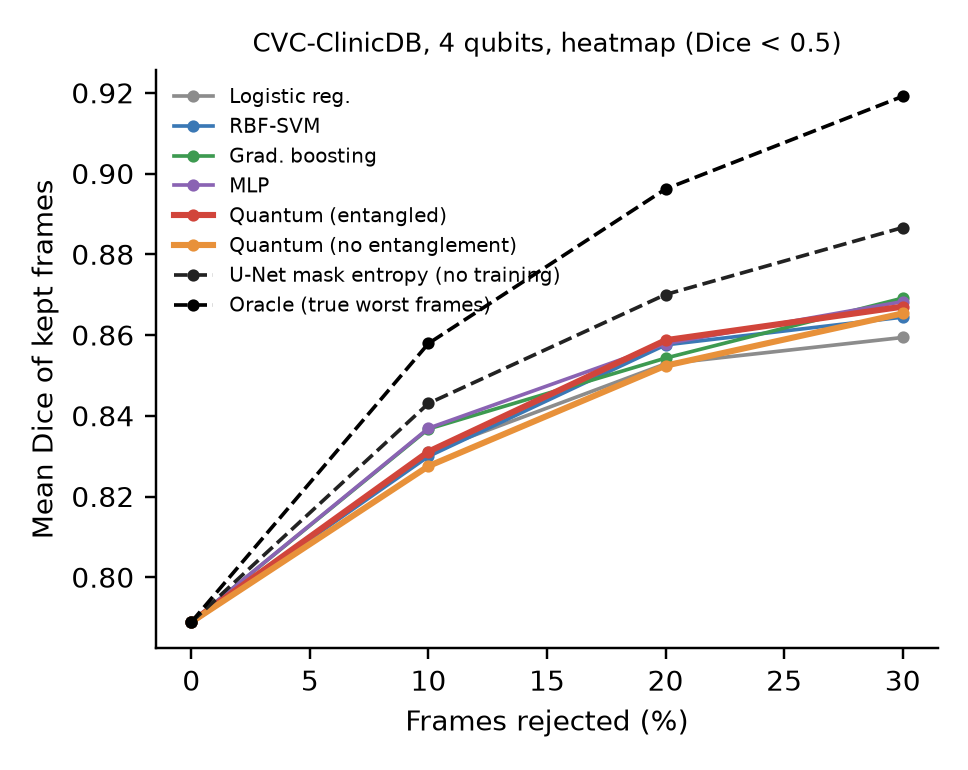 CVC-ClinicDB, 4 qubits, heatmap (Dice < 0.5)
Mean Dice of kept frames
0.92
0.90
0.88
0.86
0.84
0.82
0.80
Logistic reg.
RBF-SVM
Grad. boosting
MLP
Quantum (entangled)
Quantum (no entanglement)
U-Net mask entropy (no training)
Oracle (true worst frames)
0 5 10 15 20 25 30
Frames rejected (%)